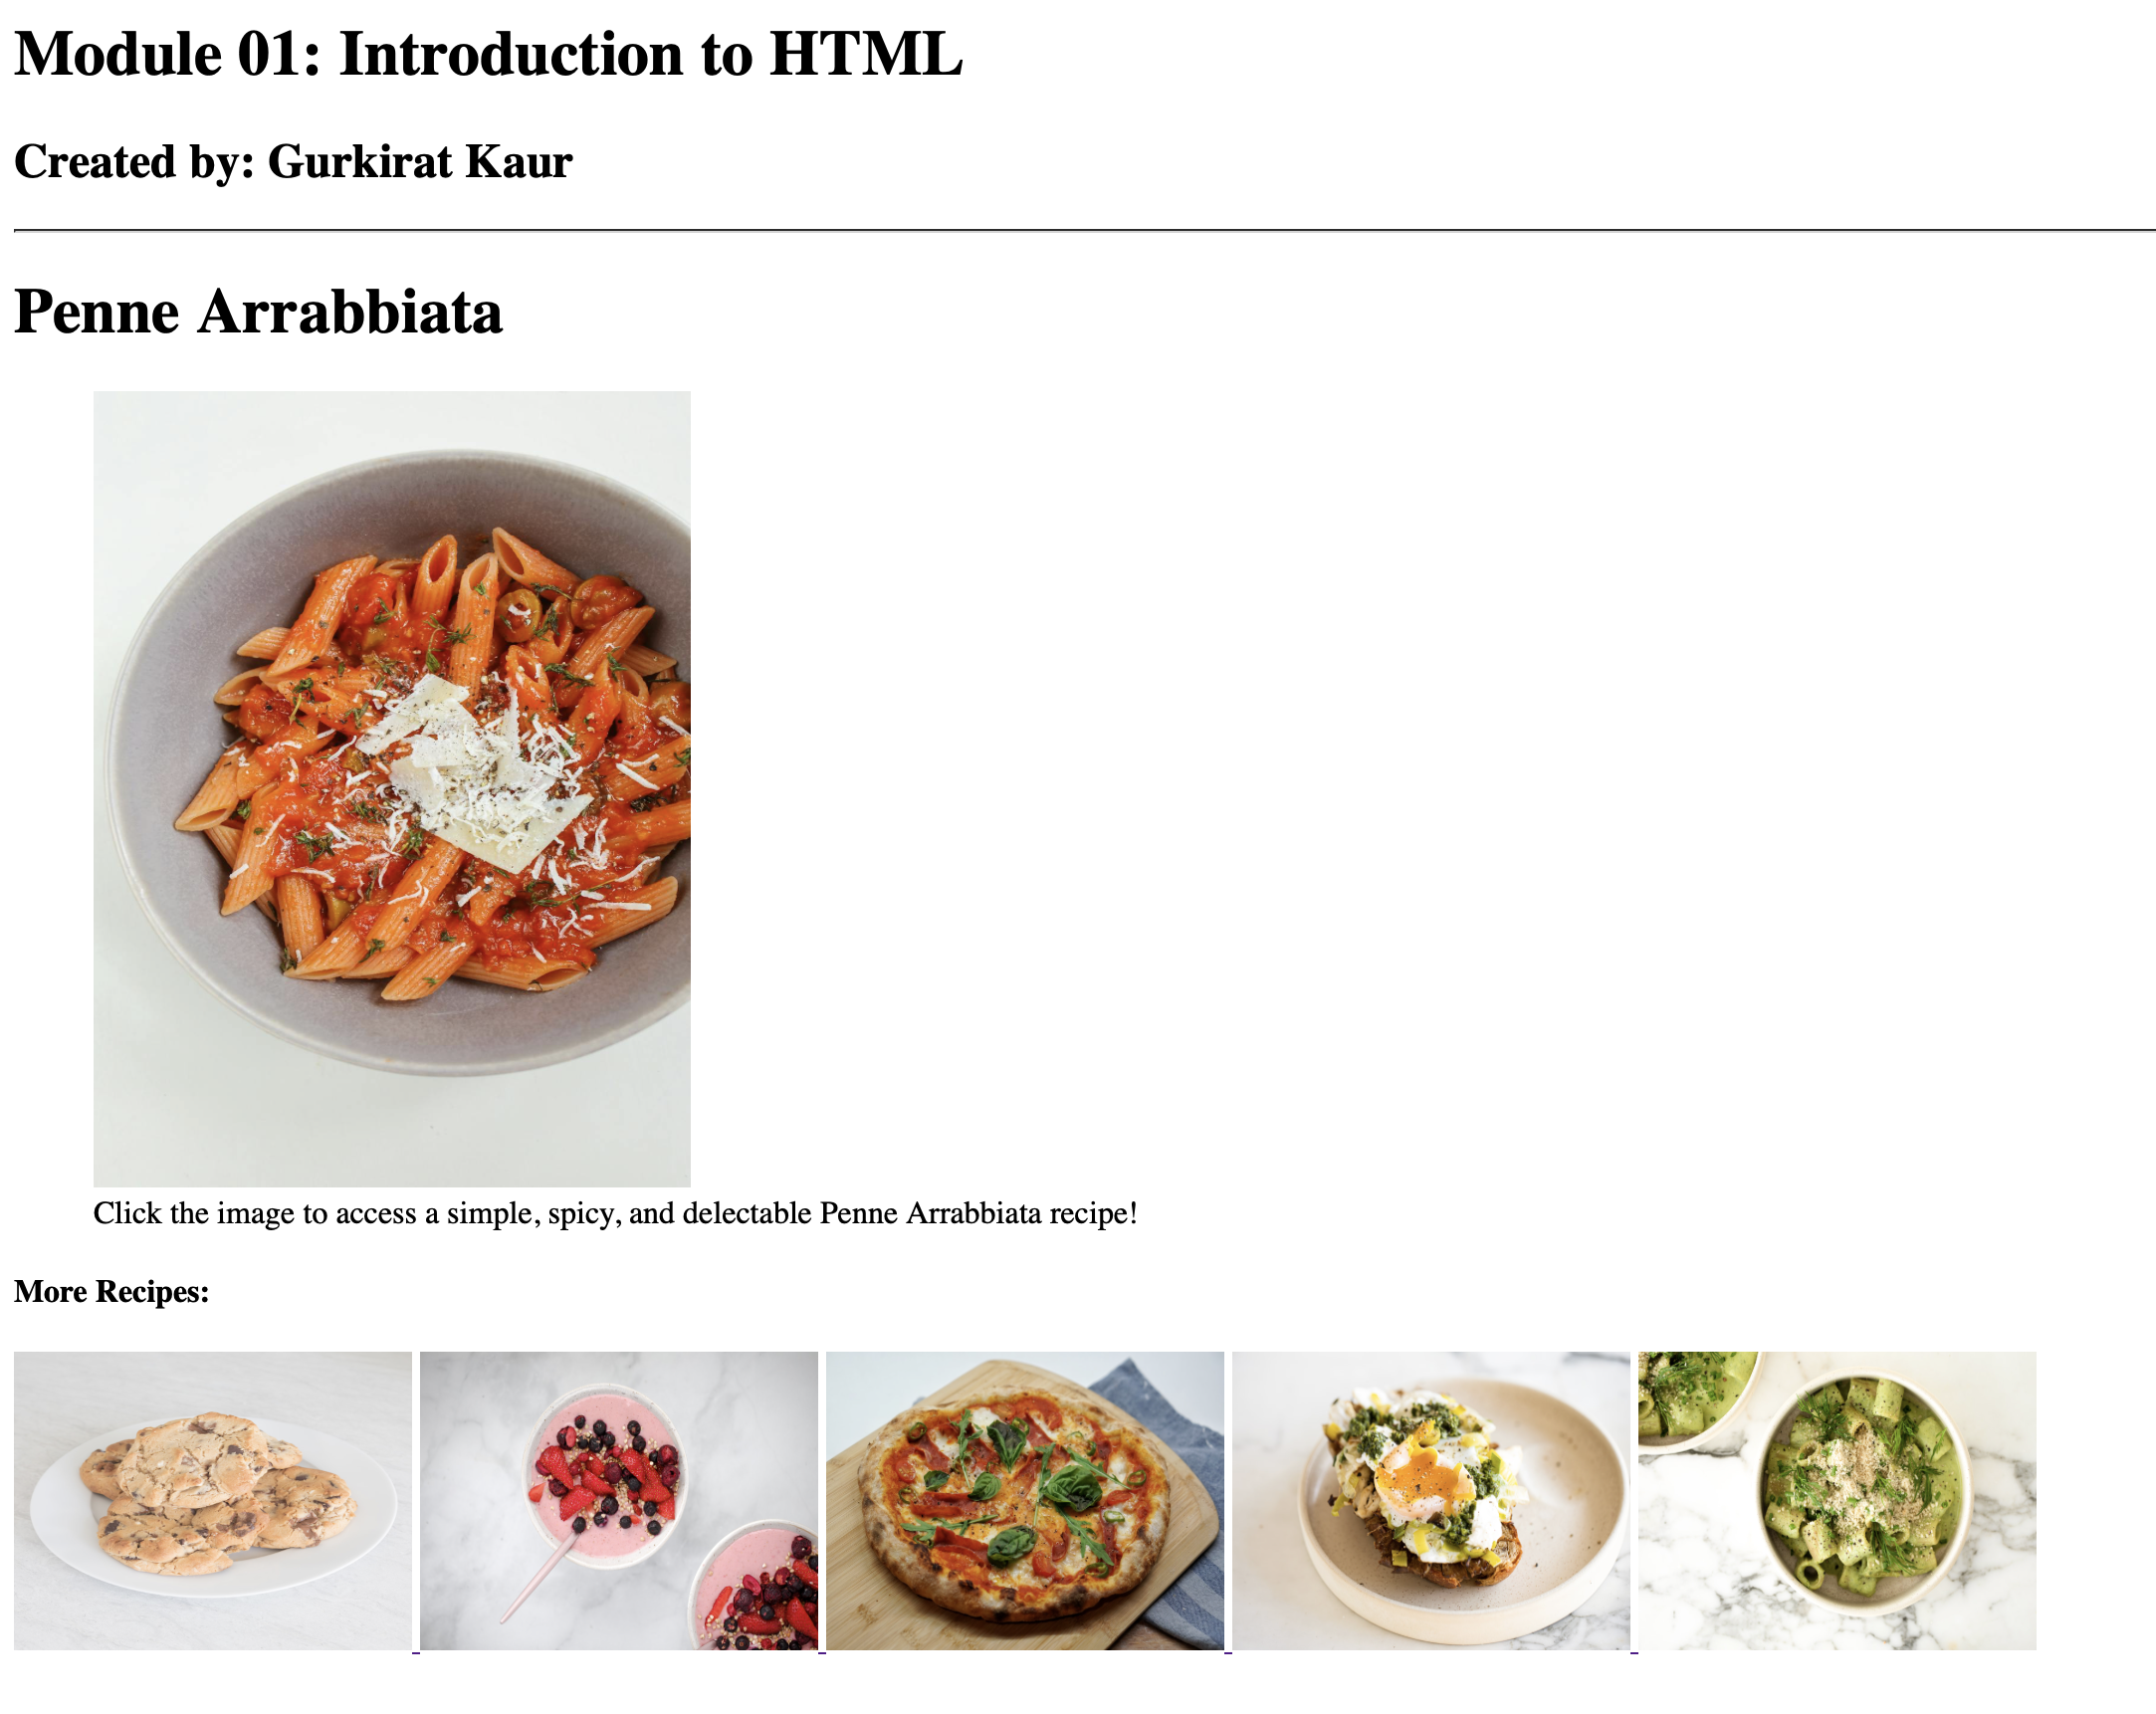 Module 01: Introduction to HTML
Created by: Gurkirat Kaur
Penne Arrabbiata
Click the image to access a simple, spicy, and delectable Penne Arrabbiata recipe!
More Recipes: